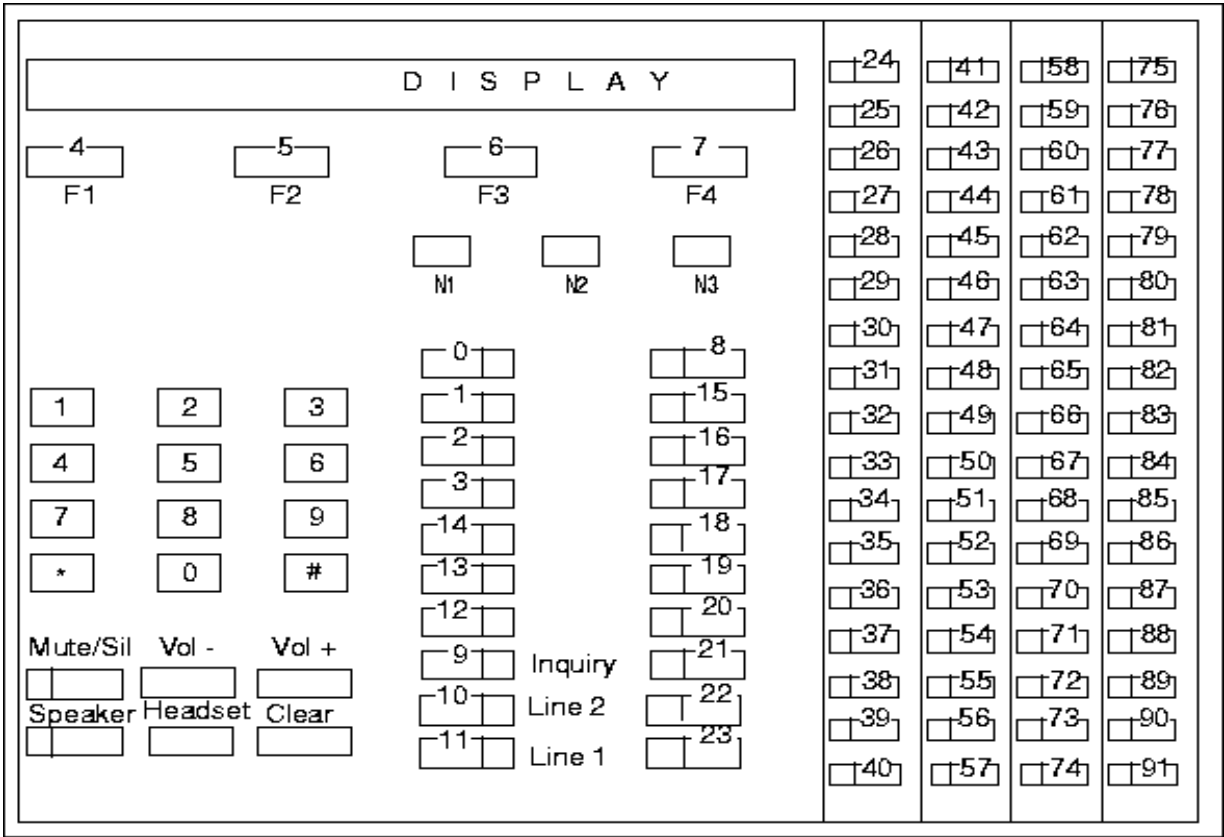 DISPLAY
4 5 6 7
F1 F2 F3 F4
N1 N2 N3
0 8
1 15
2 16
3 17
14 18
13 19
12 20
9 Inquiry 21
10 Line 2 22
11 Line 1 23
1 2 3
4 5 6
7 8 9
* 0 #
Mute/Sil Vol - Vol +
Speaker Headset Clear
24 41 58 75
25 42 59 76
26 43 60 77
27 44 61 78
28 45 62 79
29 46 63 80
30 47 64 81
31 48 65 82
32 49 66 83
33 50 67 84
34 51 68 85
35 52 69 86
36 53 70 87
37 54 71 88
38 55 72 89
39 56 73 90
40 57 74 91